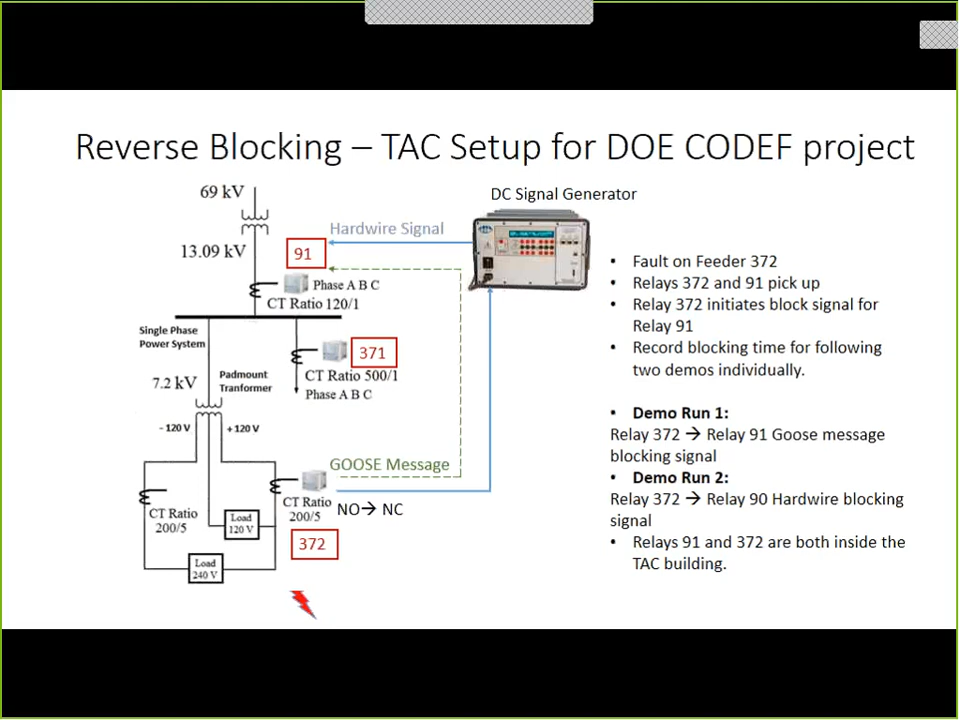 Reverse Blocking – TAC Setup for DOE CODEF project
69 kV
DC Signal Generator
Hardwire Signal
13.09 kV
91
Phase A B C
CT Ratio 120/1
Single Phase
Power System
371
CT Ratio 500/1
Phase A B C
7.2 kV
Padmount
Tranformer
- 120 V
+ 120 V
GOOSE Message
CT Ratio
200/5
NO→ NC
CT Ratio
200/5
Load
120 V
372
Load
240 V
• Fault on Feeder 372
• Relays 372 and 91 pick up
• Relay 372 initiates block signal for
Relay 91
• Record blocking time for following
two demos individually.
• Demo Run 1:
Relay 372 → Relay 91 Goose message
blocking signal
• Demo Run 2:
Relay 372 → Relay 90 Hardwire blocking
signal
• Relays 91 and 372 are both inside the
TAC building.